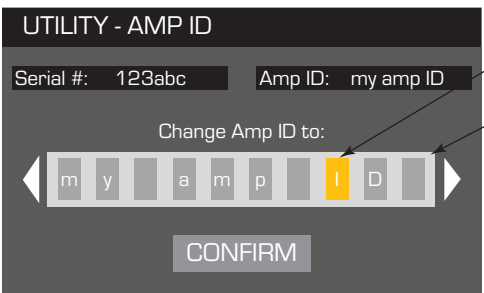 UTILITY - AMP ID
Serial #: 123abc Amp ID: my amp ID
Change Amp ID to:
m y a m p I D
CONFIRM